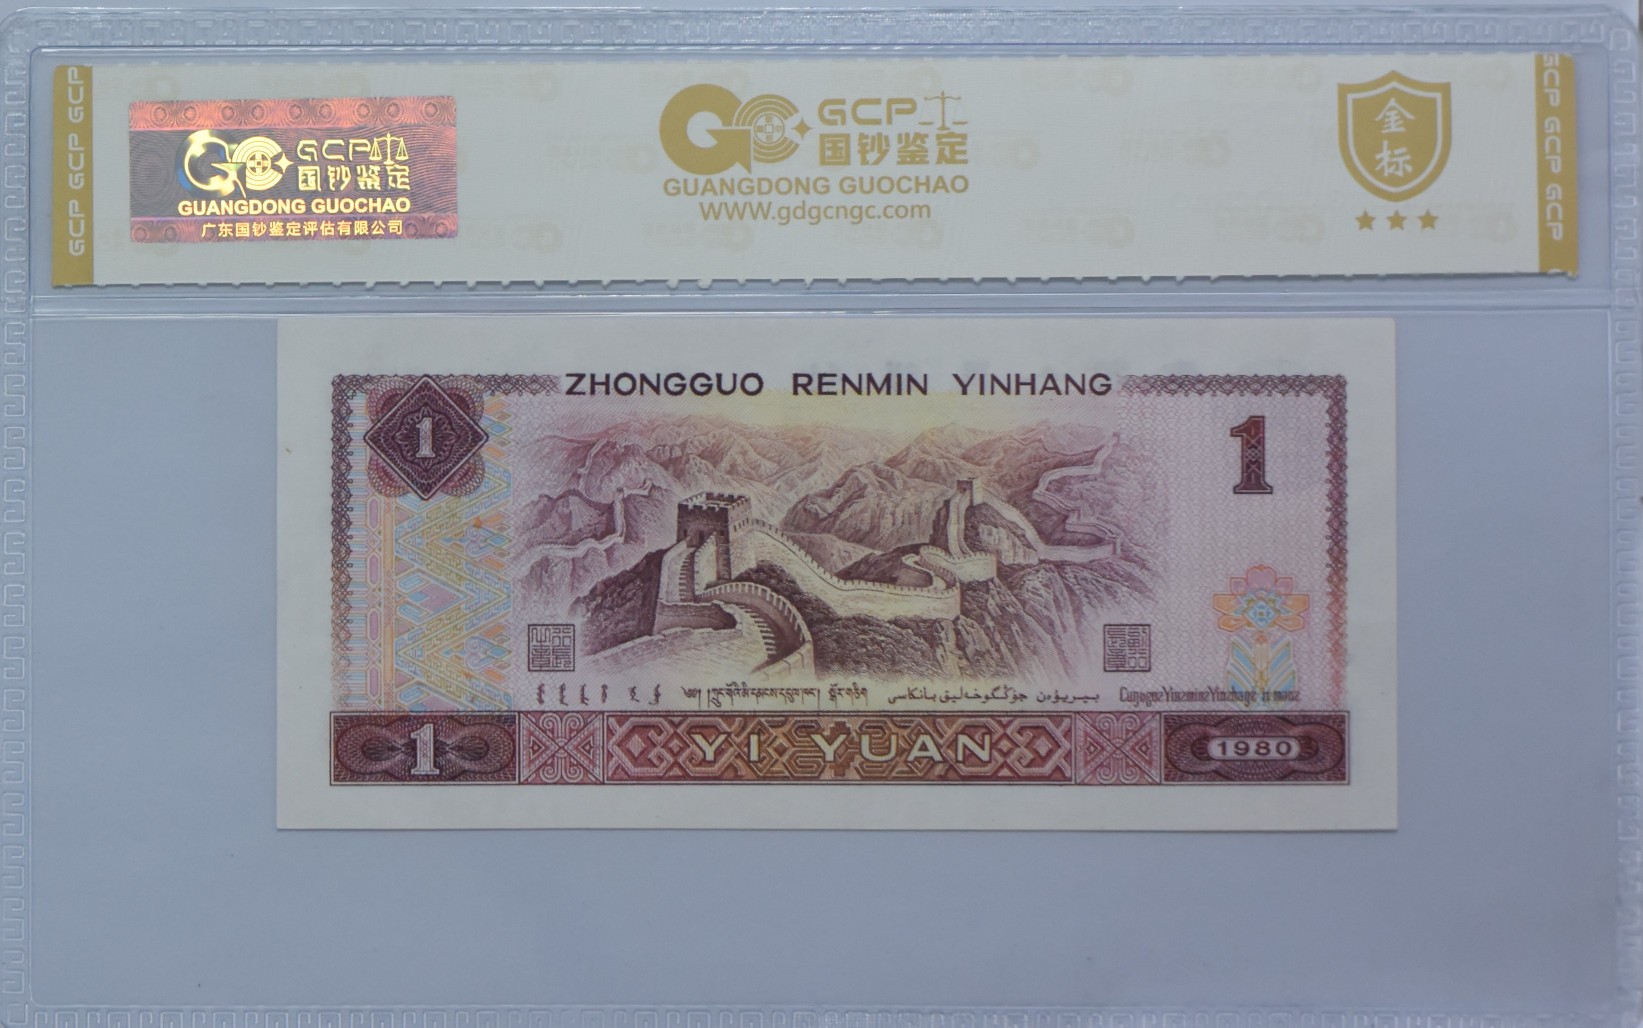 GCP GCP GCP
GCP
国钞鉴定
GUANGDONG GUOCHAO
广东国钞鉴定评估有限公司
GCP
国钞鉴定
GUANGDONG GUOCHAO
WWW.gdgcngc.com
金
标
GCP GCP GCP
ZHONGGUO RENMIN YINHANG
1
1
1
YI YUAN
1980